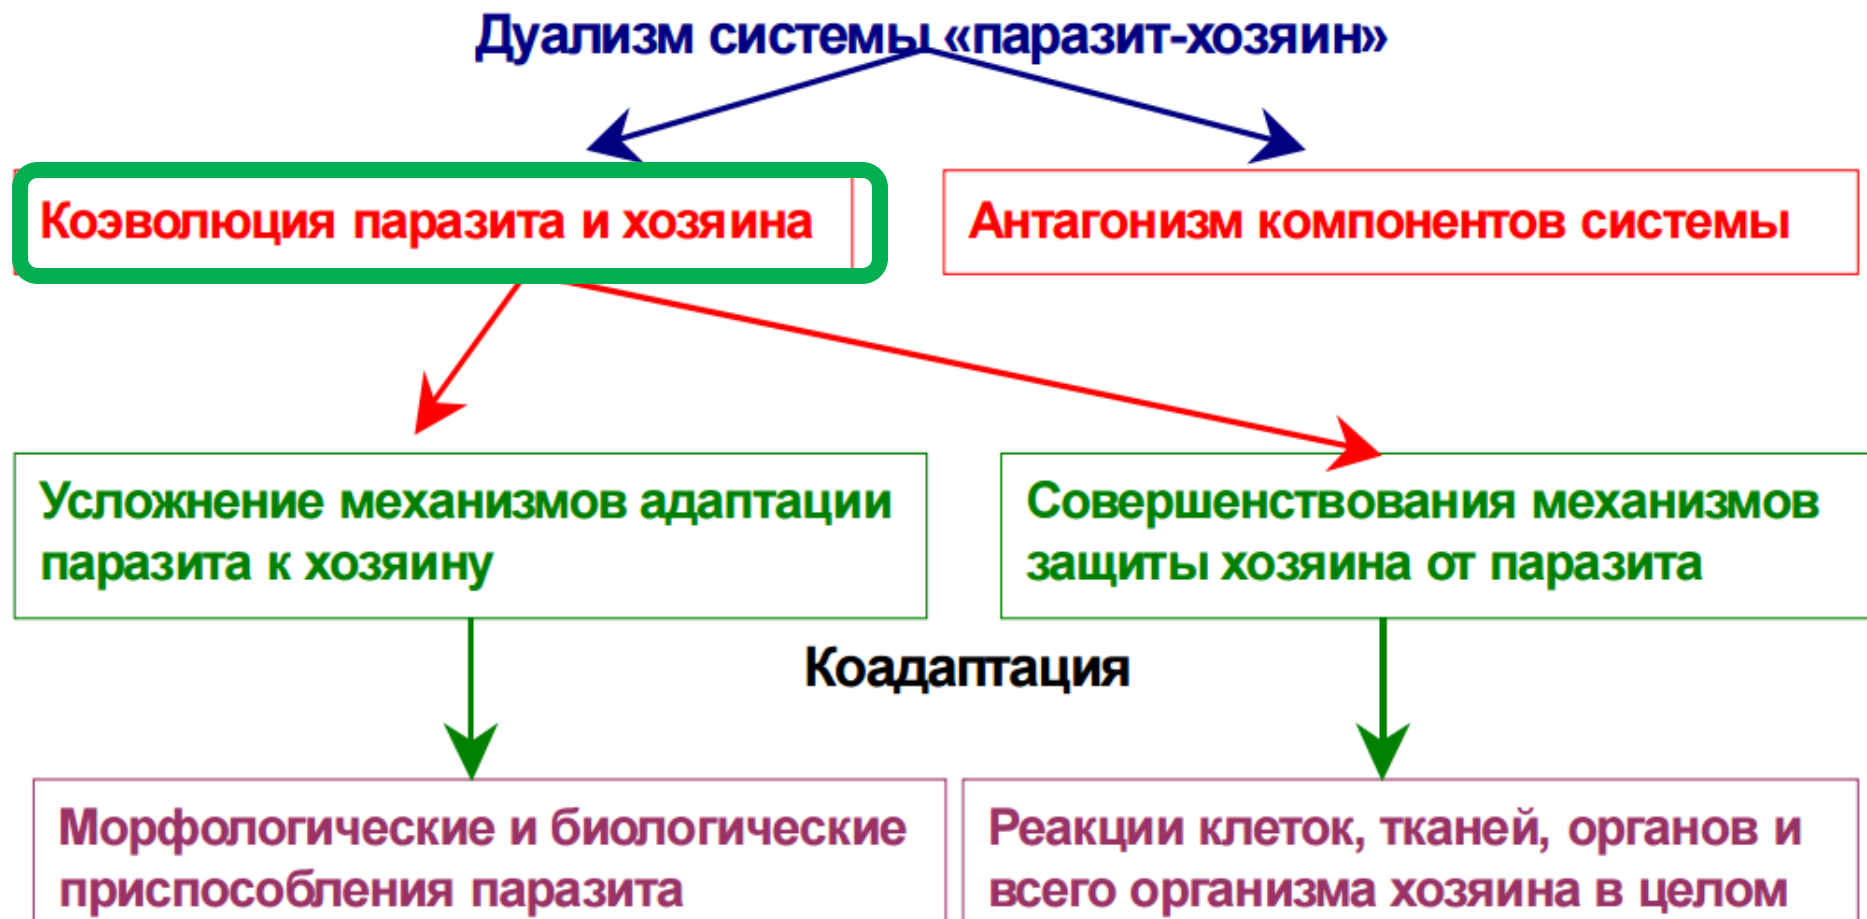 Дуализм системы «паразит-хозяин»
Коэволюция паразита и хозяина
Антагонизм компонентов системы
Усложнение механизмов адаптации
паразита к хозяину
Совершенствования механизмов
защиты хозяина от паразита
Коадаптация
Морфологические и биологические
приспособления паразита
Реакции клеток, тканей, органов и
всего организма хозяина в целом